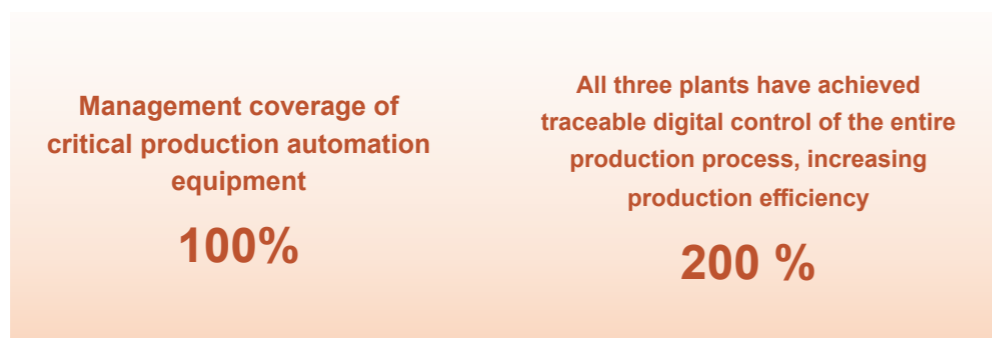 Management coverage of
critical production automation
equipment
100%
All three plants have achieved
traceable digital control of the entire
production process, increasing
production efficiency
200 %